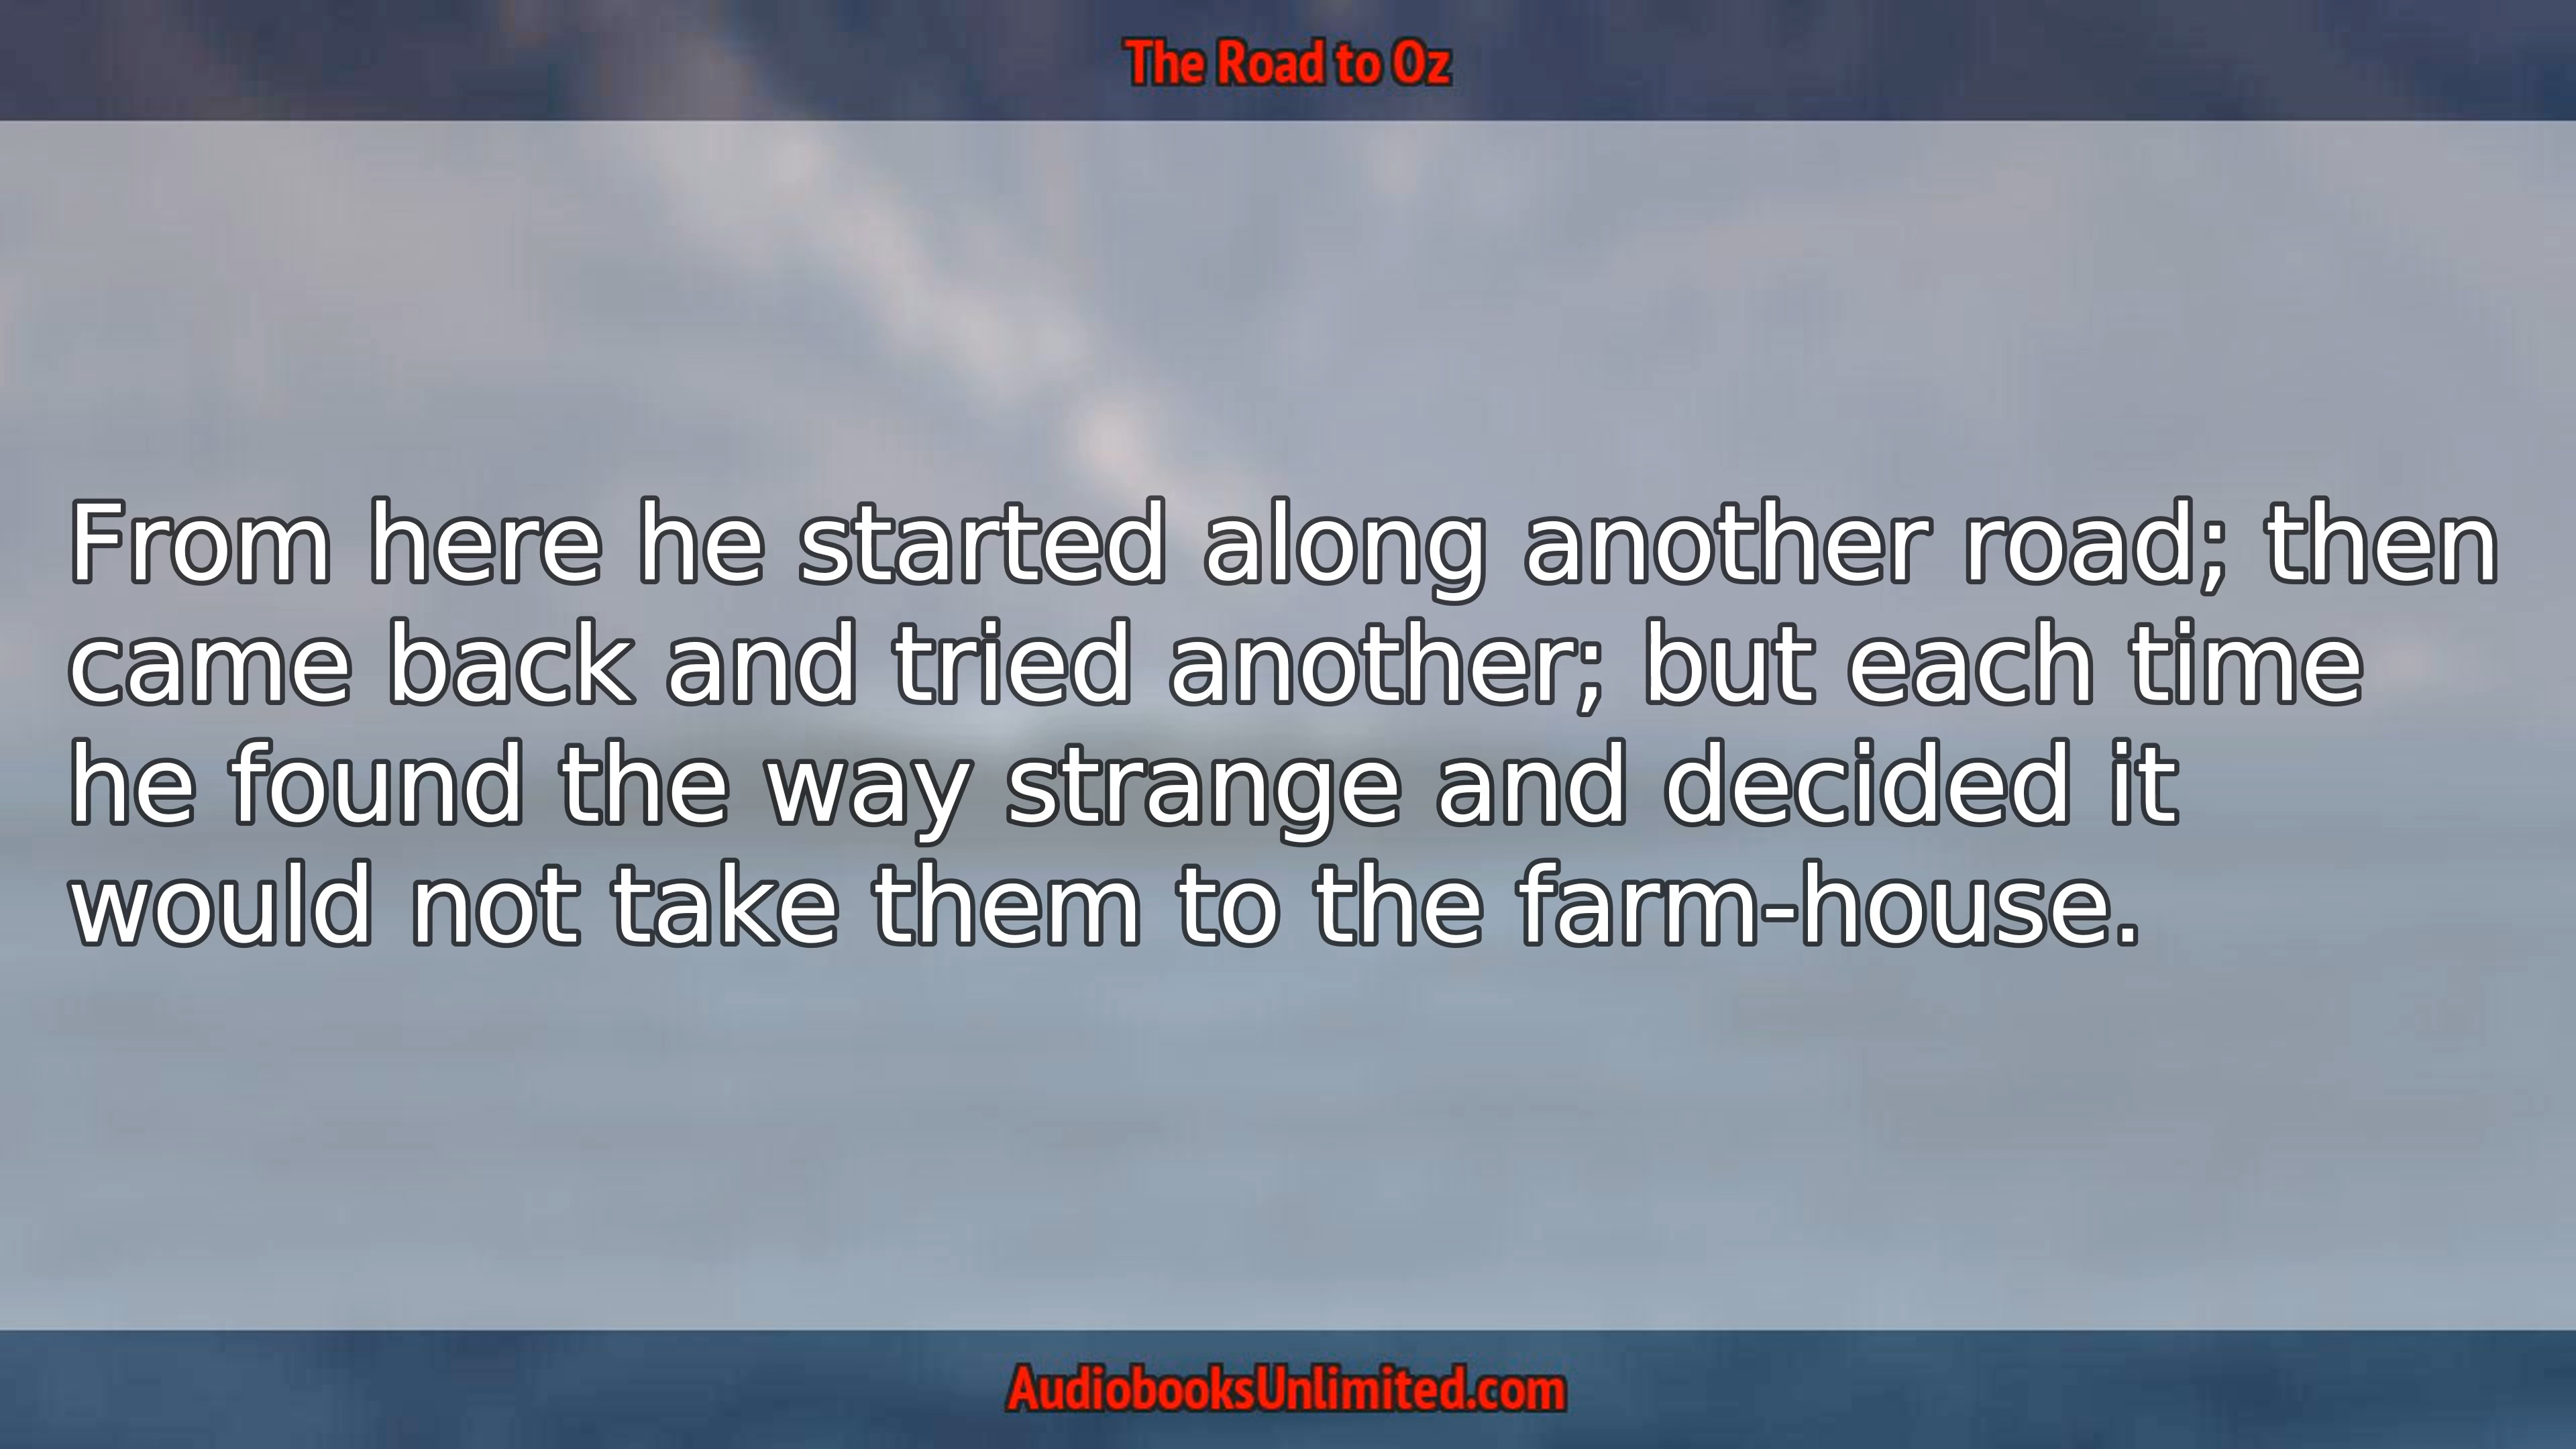 The Road to Oz
From here he started along another road; then
came back and tried another; but each time
he found the way strange and decided it
would not take them to the farm-house.
AudiobooksUnlimited.com